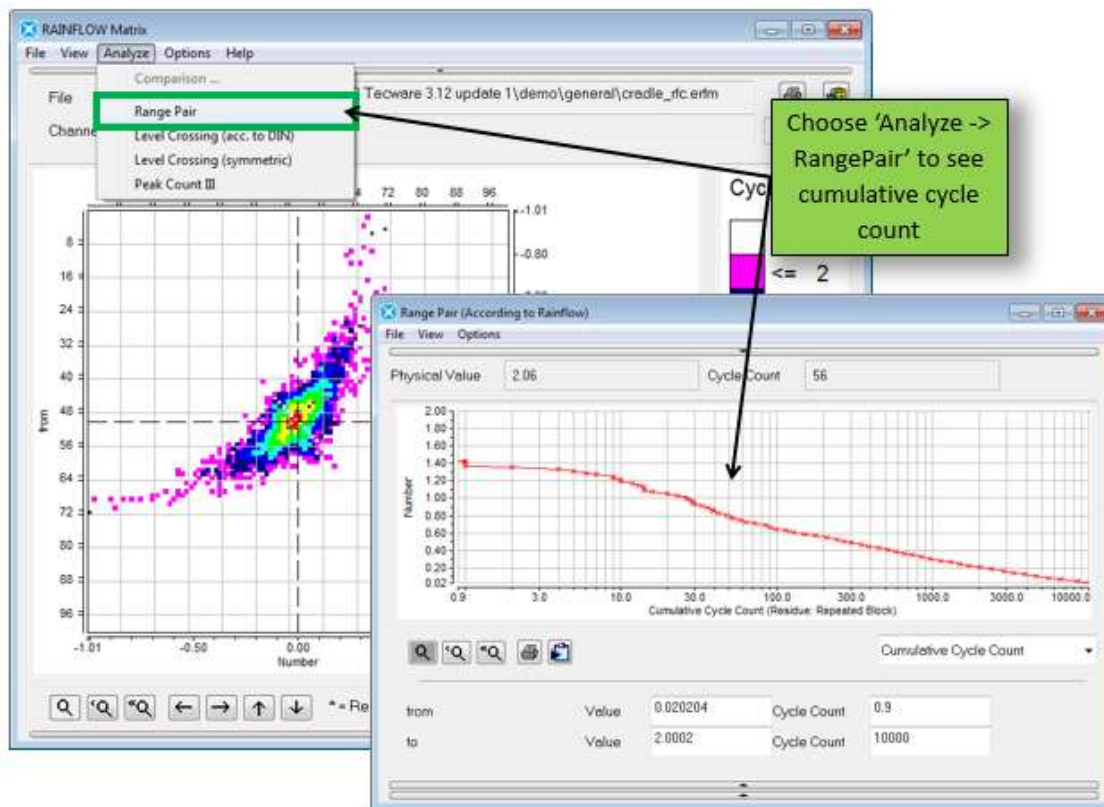 RAINFLOW Matrix
File View Analyze Options Help
Comparison ...
File
Range Pair
Tecware 3.12 update 1\demo\general\cradle_rfc.erfm
Channe
Level Crossing (acc. to DIN)
Level Crossing (symmetric)
Peak Count III
Choose 'Analyze ->
RangePair' to see
cumulative cycle
count
Cyc
<= 2
72 80 88 96
-1.01
-0.80
8
16
24
32
40
48
56
64
72
80
88
96
from
-1.01 -0.50 0.00
Number
^ = Re
Range Pair (According to Rainflow)
File View Options
Physical Value 2.06 Cycle Count 56
2.00
1.80
1.60
1.40
1.20
1.00
0.80
0.60
0.40
0.20
0.02
Number
0.9 3.0 10.0 30.0 100.0 300.0 1000.0 3000.0 10000.0
Cumulative Cycle Count (Residue: Repeated Block)
Cumulative Cycle Count
from Value 0.020204 Cycle Count 0.9
to Value 2.0002 Cycle Count 10000